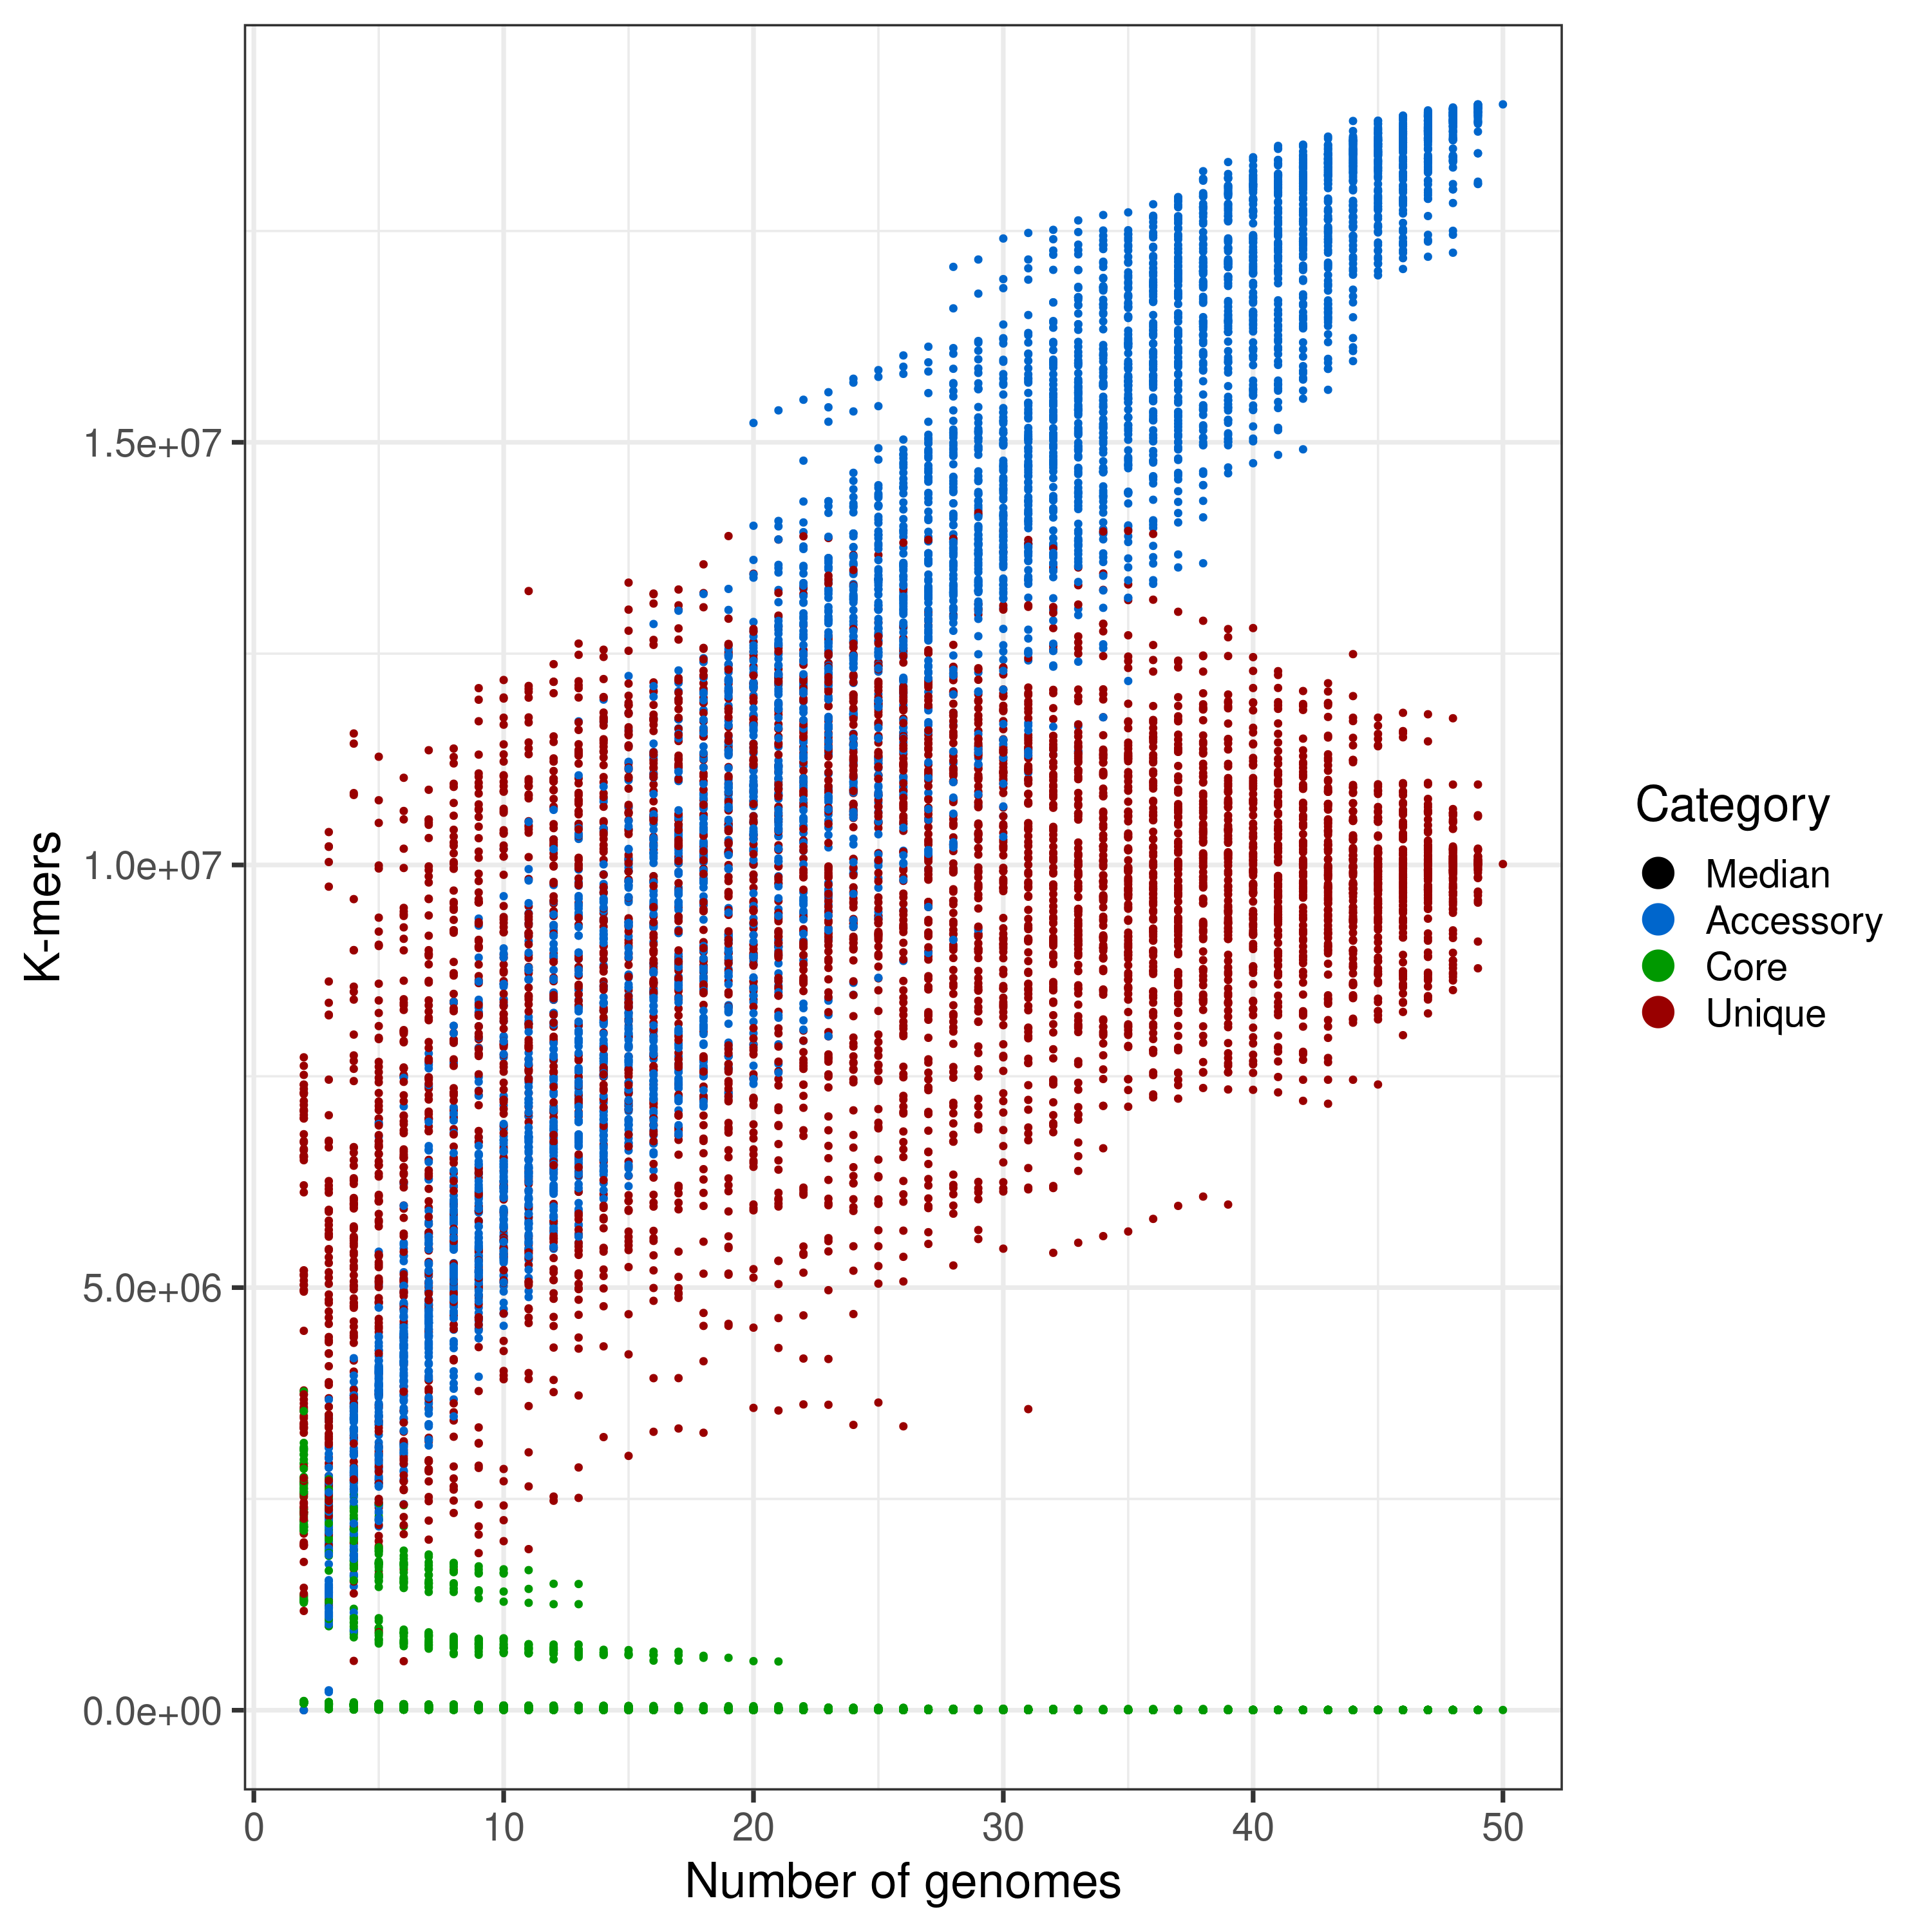 K-mers
1.5e+07
1.0e+07
5.0e+06
0.0e+00
0
10
20
30
40
50
Number of genomes
Category
Median
Accessory
Core
Unique